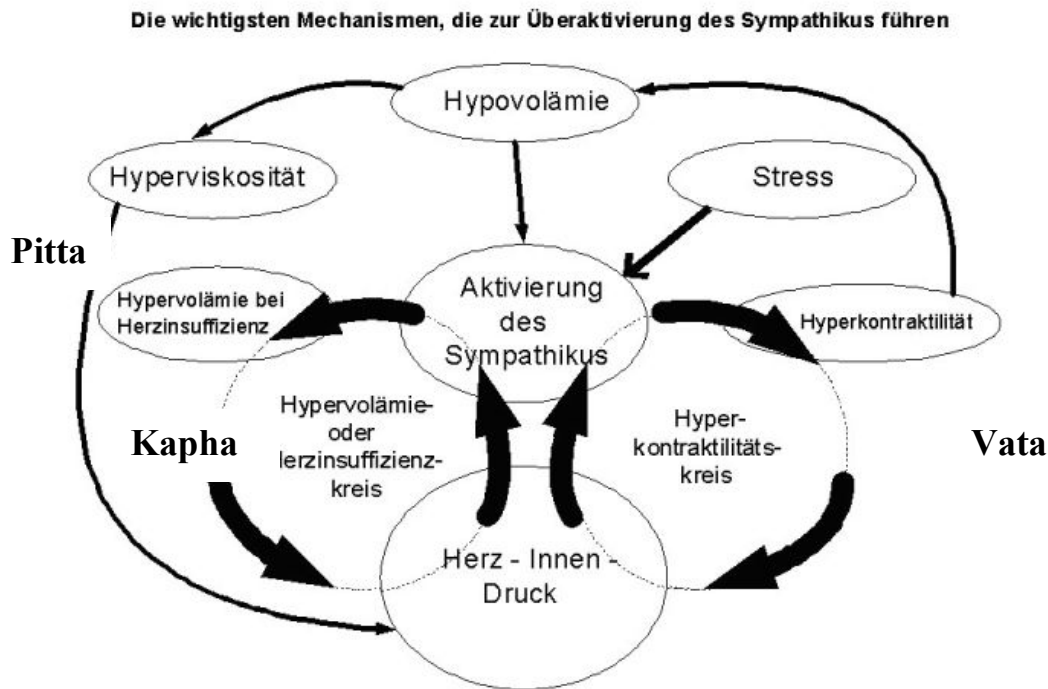 Die wichtigsten Mechanismen, die zur Überaktivierung des Sympathikus führen
Hypovolämie
Hyperviskosität
Stress
Pitta
Aktivierung
des
Sympathikus
Hypervolämie bei
Herzinsuffizienz
Hyperkontraktilität
Kapha
Hypervolämie-
oder
Ierzinsuffizienz-
kreis
Hyper-
kontraktilitäts-
kreis
Vata
Herz - Innen -
Druck